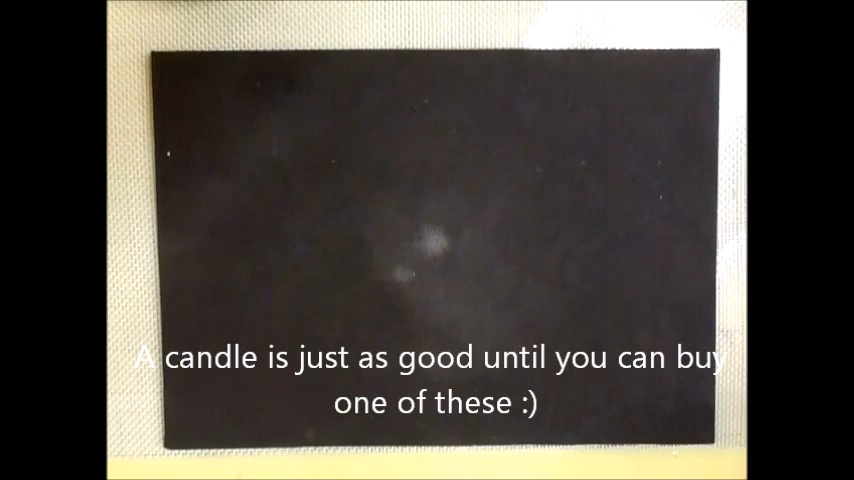 A candle is just as good until you can buy
one of these :)